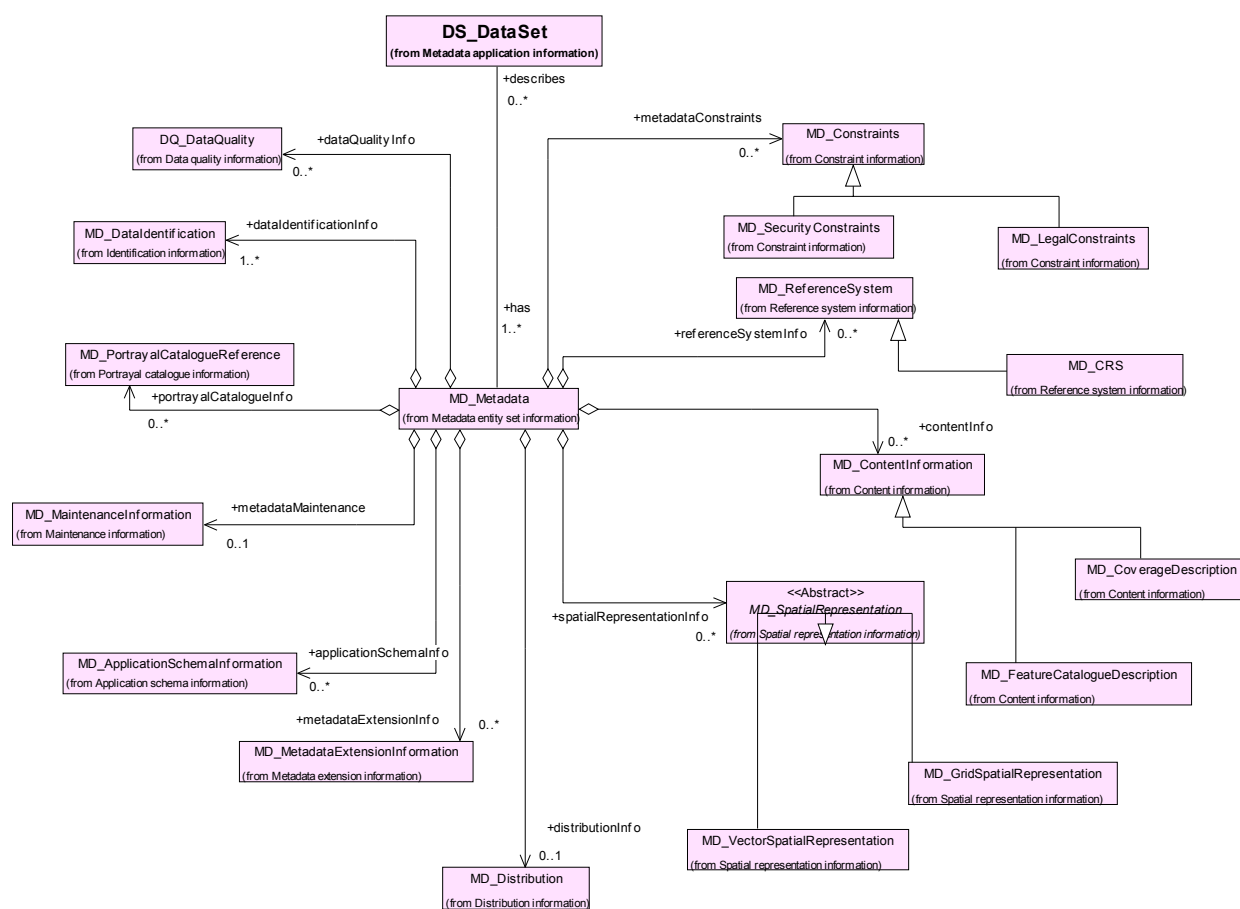 DS_DataSet
(from Metadata application information)
+describes
0..*
DQ_DataQuality
(from Data quality information)
+dataQualityInfo
0..*
+metadataConstraints
0..*
MD_Constraints
(from Constraint information)
MD_DataIdentification
(from Identification information)
+dataIdentificationInfo
1..*
MD_SecurityConstraints
(from Constraint information)
MD_LegalConstraints
(from Constraint information)
+has
1..*
MD_ReferenceSystem
(from Reference system information)
+referenceSystemInfo
0..*
MD_PortrayalCatalogueReference
(from Portrayal catalogue information)
+portrayalCatalogueInfo
0..*
MD_CRS
(from Reference system information)
MD_Metadata
(from Metadata entity set information)
+contentInfo
0..*
MD_ContentInformation
(from Content information)
MD_MaintenanceInformation
(from Maintenance information)
+metadataMaintenance
0..1
MD_CoverageDescription
(from Content information)
<<Abstract>>
MD_SpatialRepresentation
(from Spatial representation information)
+spatialRepresentationInfo
0..*
MD_ApplicationSchemaInformation
(from Application schema information)
+applicationSchemaInfo
0..*
MD_FeatureCatalogueDescription
(from Content information)
+metadataExtensionInfo
0..*
MD_MetadataExtensionInformation
(from Metadata extension information)
MD_GridSpatialRepresentation
(from Spatial representation information)
+distributionInfo
0..1
MD_VectorSpatialRepresentation
(from Spatial representation information)
MD_Distribution
(from Distribution information)